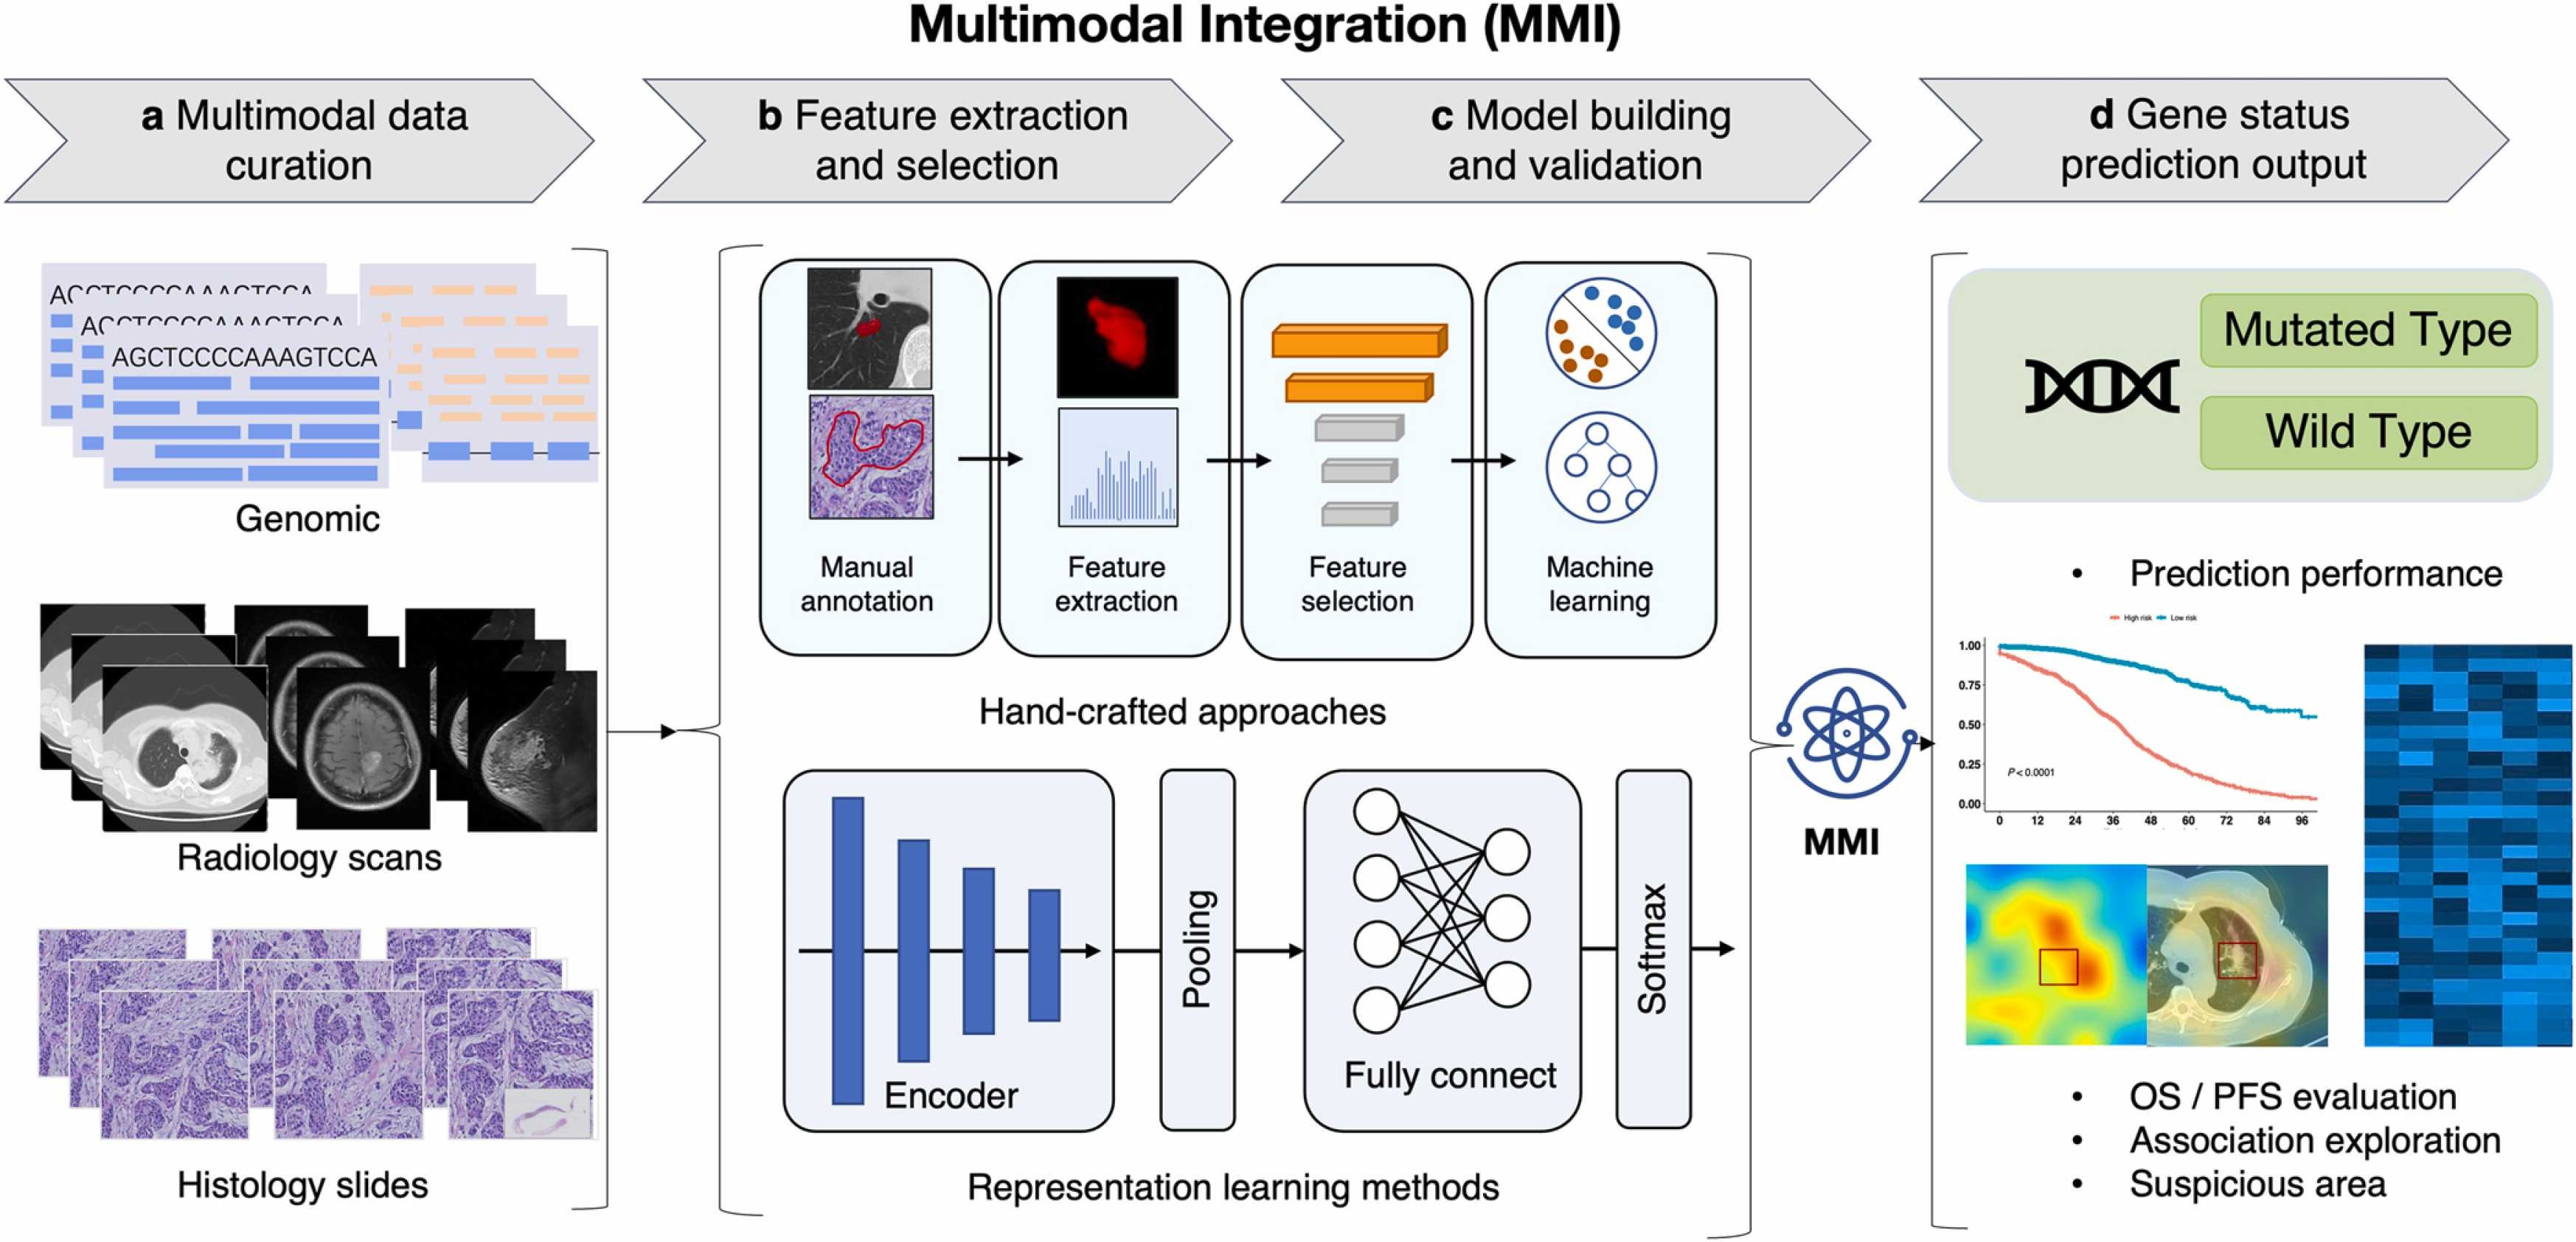 Multimodal Integration (MMI)
a Multimodal data
curation
b Feature extraction
and selection
c Model building
and validation
d Gene status
prediction output
AGCTCCCCAAAGTCCA
Genomic
Radiology scans
Histology slides
Manual
annotation
Feature
extraction
Feature
selection
Machine
learning
Hand-crafted approaches
Encoder
Pooling
Fully connect
Softmax
Representation learning methods
MMI
Mutated Type
Wild Type
• Prediction performance
High risk Low risk
1.00
0.75
0.50
0.25
0.00
P < 0.0001
0 12 24 36 48 60 72 84 96
• OS / PFS evaluation
• Association exploration
• Suspicious area